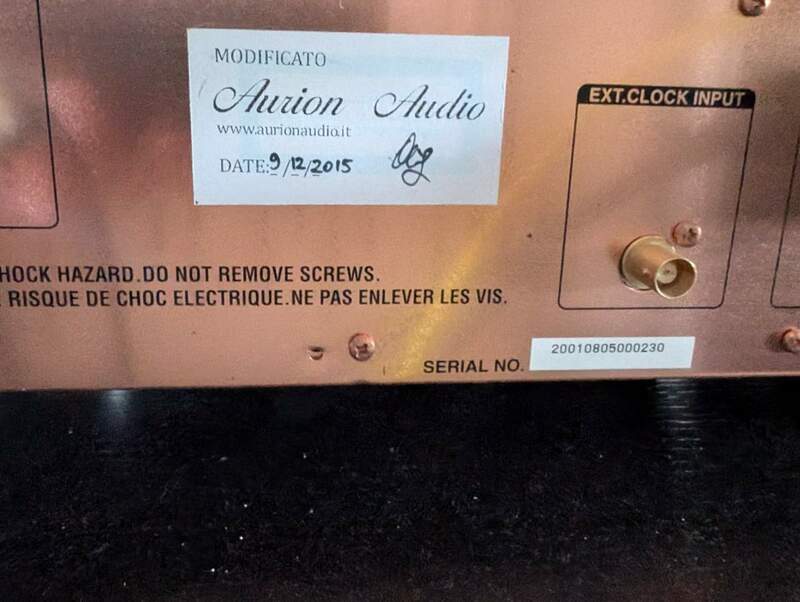 MODIFICATO
Aurion Audio
www.aurionaudio.it
DATE: 9/12/2015
EXT.CLOCK INPUT
HOCK HAZARD.DO NOT REMOVE SCREWS.
RISQUE DE CHOC ELECTRIQUE.NE PAS ENLEVER LES VIS.
SERIAL NO. 20010805000230